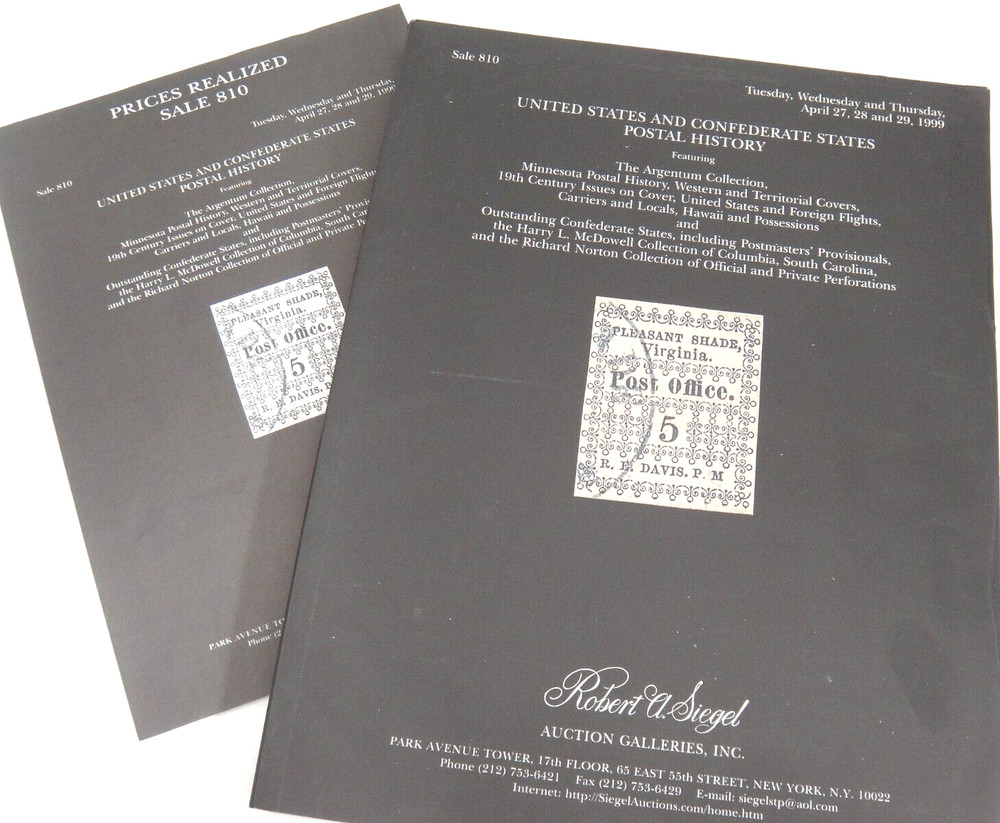 PRICES REALIZED
SALE 810
Tuesday, Wednesday and Thursday,
April 27, 28 and 29, 1999
Sale 810
UNITED STATES AND CONFEDERATE STATES
POSTAL HISTORY
Featuring
The Argentum Collection,
Minnesota Postal History, Western and Territorial Covers,
19th Century Issues on Cover, United States and Foreign Flights,
Carriers and Locals, Hawaii and Possessions
and
Outstanding Confederate States, including Postmasters' Provi
the Harry L. McDowell Collection of Columbia, South Car
and the Richard Norton Collection of Official and Private P
PLEASANT SHADE,
Virginia.
Post Office.
5
R. E. DAVIS. P.
PARK AVENUE TO
Phone (2
Sale 810
Tuesday, Wednesday and Thursday,
April 27, 28 and 29, 1999
UNITED STATES AND CONFEDERATE STATES
POSTAL HISTORY
Featuring
The Argentum Collection,
Minnesota Postal History, Western and Territorial Covers,
19th Century Issues on Cover, United States and Foreign Flights,
Carriers and Locals, Hawaii and Possessions
and
Outstanding Confederate States, including Postmasters' Provisionals,
the Harry L. McDowell Collection of Columbia, South Carolina,
and the Richard Norton Collection of Official and Private Perforations
PLEASANT SHADE,
Virginia.
Post Office.
5
R. E. DAVIS. P. M
Robert A. Siegel
AUCTION GALLERIES, INC.
PARK AVENUE TOWER, 17th FLOOR, 65 EAST 55th STREET, NEW YORK, N.Y. 10022
Phone (212) 753-6421 Fax (212) 753-6429 E-mail: siegelstp@aol.com
Internet: http://SiegelAuctions.com/home.htm